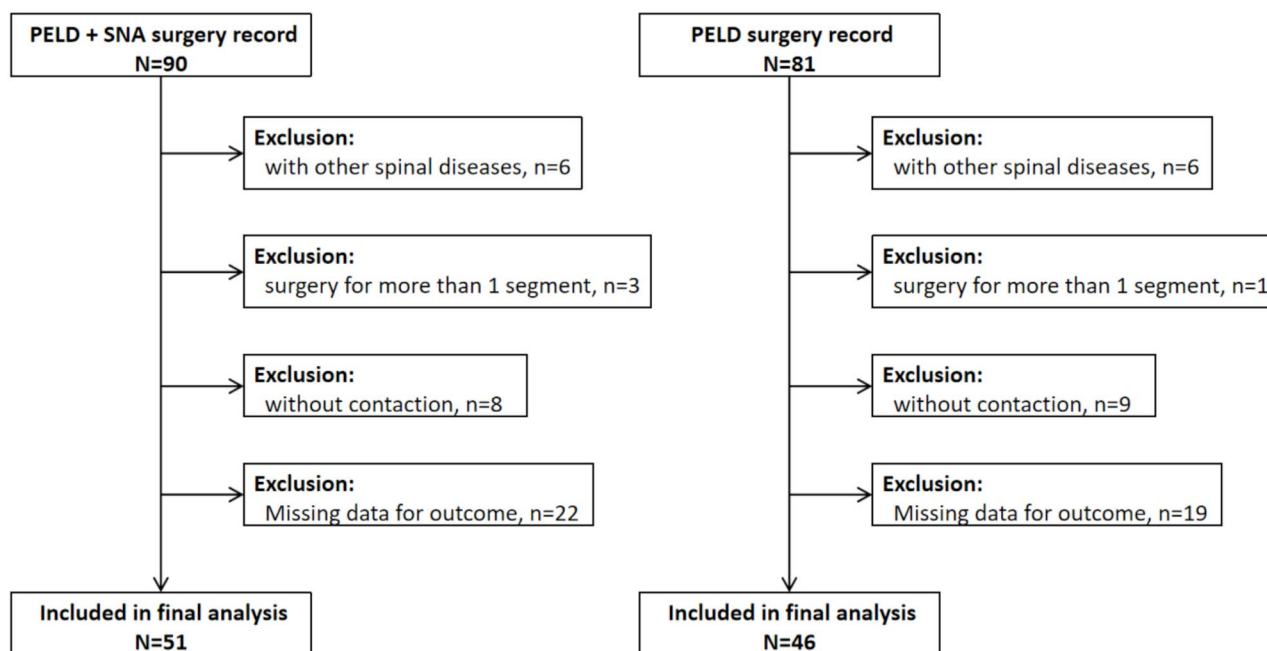 PELD + SNA surgery record
N=90
Exclusion:
with other spinal diseases, n=6
Exclusion:
surgery for more than 1 segment, n=3
Exclusion:
without contaction, n=8
Exclusion:
Missing data for outcome, n=22
Included in final analysis
N=51
PELD surgery record
N=81
Exclusion:
with other spinal diseases, n=6
Exclusion:
surgery for more than 1 segment, n=1
Exclusion:
without contaction, n=9
Exclusion:
Missing data for outcome, n=19
Included in final analysis
N=46